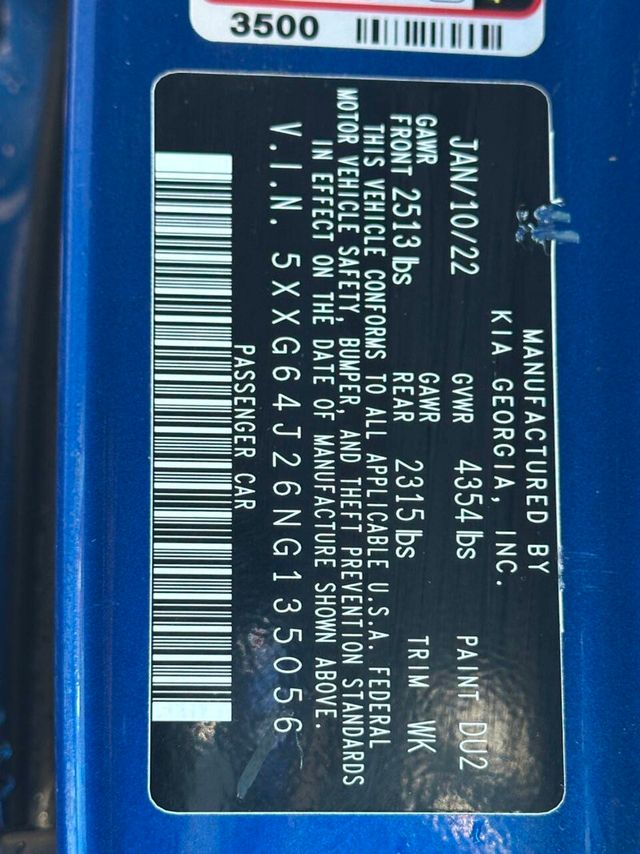 3500
MANUFACTURED BY
KIA GEORGIA, INC.
JAN/10/22 GVWR 4354 lbs PAINT DU2
GAWR FRONT 2513 lbs GAWR REAR 2315 lbs TRIM WK
THIS VEHICLE CONFORMS TO ALL APPLICABLE U.S.A. FEDERAL
MOTOR VEHICLE SAFETY, BUMPER, AND THEFT PREVENTION STANDARDS
IN EFFECT ON THE DATE OF MANUFACTURE SHOWN ABOVE.
V.I.N. 5XXG64J26NG135056
PASSENGER CAR